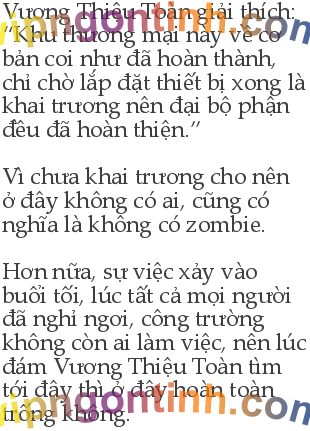 Vương Thiệu Toàn giải thích:
“Khu thương mại này về cơ
bản coi như đã hoàn thành,
chỉ chờ lắp đặt thiết bị xong là
khai trương nên đại bộ phận
đều đã hoàn thiện.”
Vì chưa khai trương cho nên
ở đây không có ai, cũng có
nghĩa là không có zombie.
Hơn nữa, sự việc xảy vào
buổi tối, lúc tất cả mọi người
đã nghỉ ngơi, công trường
không còn ai làm việc, nên lúc
đám Vương Thiệu Toàn tìm
tới đây thì ở đây hoàn toàn
trống không.
vipngontinh.com
vipngontinh.com